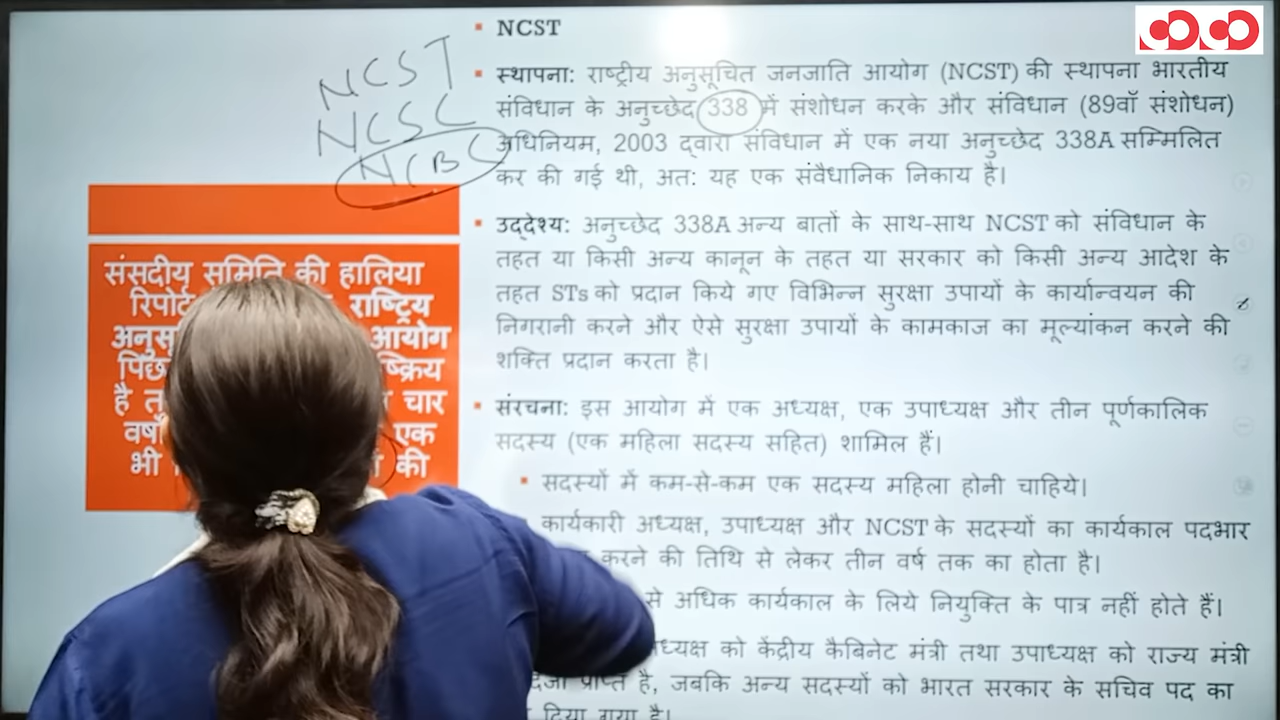 NCST
NCSC
NCBC
संसदीय समिति की हालिया
रिपोर्ट राष्ट्रिय
आयोग
है चार
एक
भी की
NCST
स्थापना: राष्ट्रीय अनुसूचित जनजाति आयोग (NCST) की स्थापना भारतीय
संविधान के अनुच्छेद 338 में संशोधन करके और संविधान (89वाँ संशोधन)
अधिनियम, 2003 द्वारा संविधान में एक नया अनुच्छेद 338A सम्मिलित
कर की गई थी, अत: यह एक संवैधानिक निकाय है।
उद्देश्य: अनुच्छेद 338A अन्य बातों के साथ-साथ NCST को संविधान के
तहत या किसी अन्य कानून के तहत या सरकार को किसी अन्य आदेश के
तहत STs को प्रदान किये गए विभिन्न सुरक्षा उपायों के कार्यान्वयन की
निगरानी करने और ऐसे सुरक्षा उपायों के कामकाज का मूल्यांकन करने की
शक्ति प्रदान करता है।
संरचना: इस आयोग में एक अध्यक्ष, एक उपाध्यक्ष और तीन पूर्णकालिक
सदस्य (एक महिला सदस्य सहित) शामिल हैं।
सदस्यों में कम-से-कम एक सदस्य महिला होनी चाहिये।
कार्यकारी अध्यक्ष, उपाध्यक्ष और NCST के सदस्यों का कार्यकाल पदभार
करने की तिथि से लेकर तीन वर्ष तक का होता है।
से अधिक कार्यकाल के लिये नियुक्ति के पात्र नहीं होते हैं।
को केंद्रीय कैबिनेट मंत्री तथा उपाध्यक्ष को राज्य मंत्री
प्राप्त है, जबकि अन्य सदस्यों को भारत सरकार के सचिव पद का
दिया गया है।